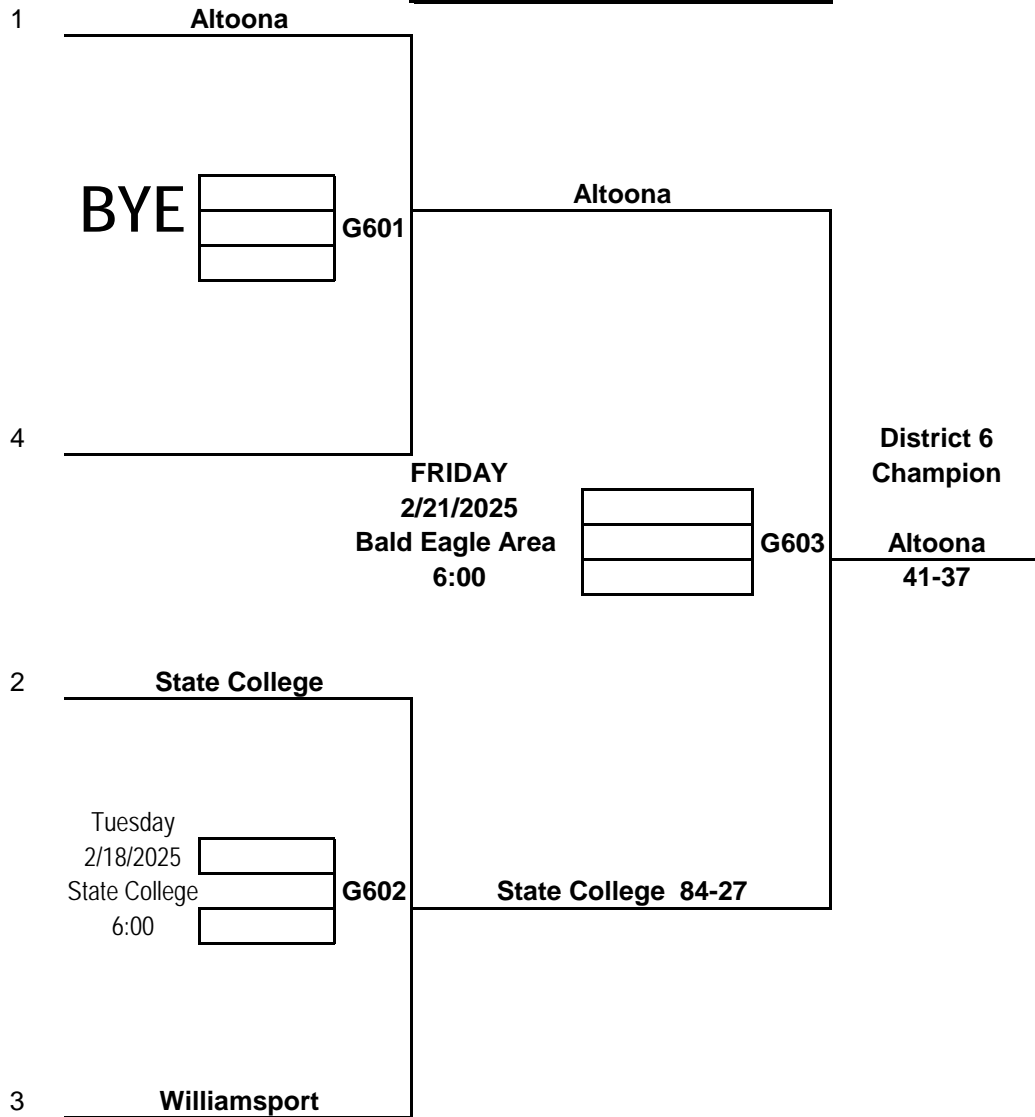 1 Altoona
BYE
G601
Altoona
4
FRIDAY
2/21/2025
Bald Eagle Area
6:00
G603
District 6
Champion
Altoona
41-37
2 State College
Tuesday
2/18/2025
State College
6:00
G602
State College 84-27
3 Williamsport